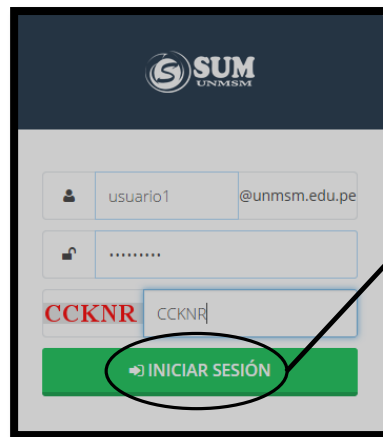 SUM
UNMSM
usuario1 @unmsm.edu.pe
•••••••••
CCKNR CCKNR
INICIAR SESIÓN